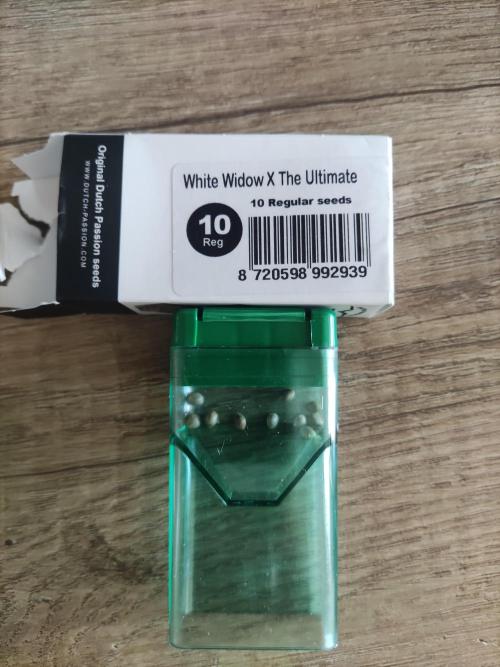 Original Dutch Passion seeds
WWW.DUTCH-PASSION.COM
White Widow X The Ultimate
10 Regular seeds
10
Reg
8 720598 992939